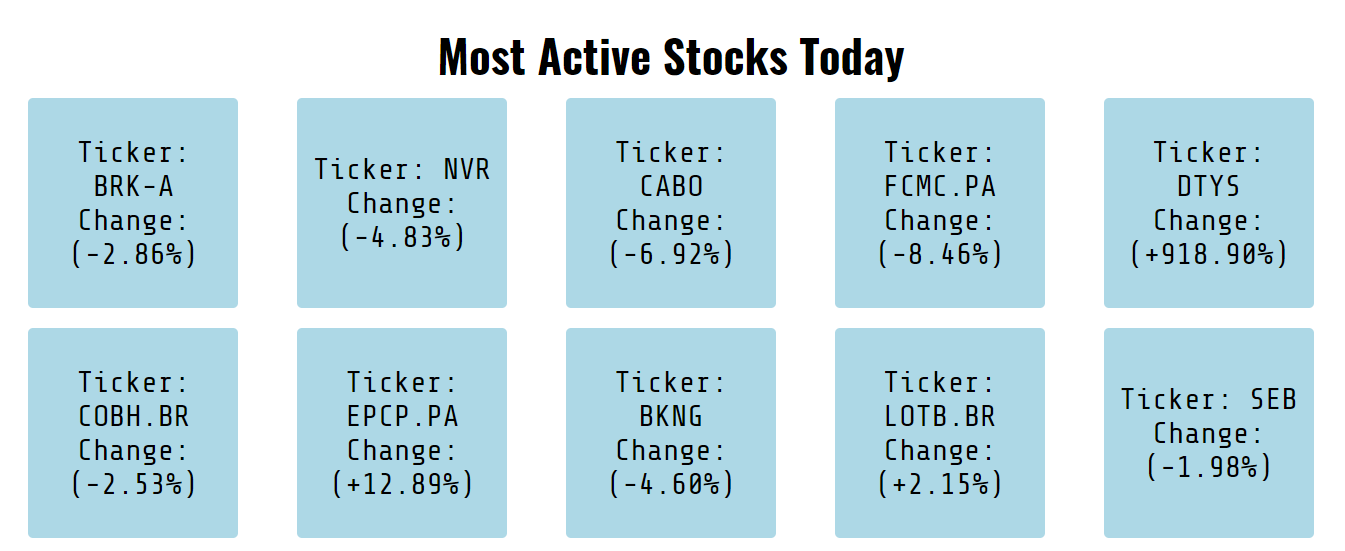 Most Active Stocks Today
Ticker:
BRK-A
Change:
(-2.86%)
Ticker: NVR
Change:
(-4.83%)
Ticker:
CABO
Change:
(-6.92%)
Ticker:
FCMC.PA
Change:
(-8.46%)
Ticker:
DTYS
Change:
(+918.90%)
Ticker:
COBH.BR
Change:
(-2.53%)
Ticker:
EPCP.PA
Change:
(+12.89%)
Ticker:
BKNG
Change:
(-4.60%)
Ticker:
LOTB.BR
Change:
(+2.15%)
Ticker: SEB
Change:
(-1.98%)